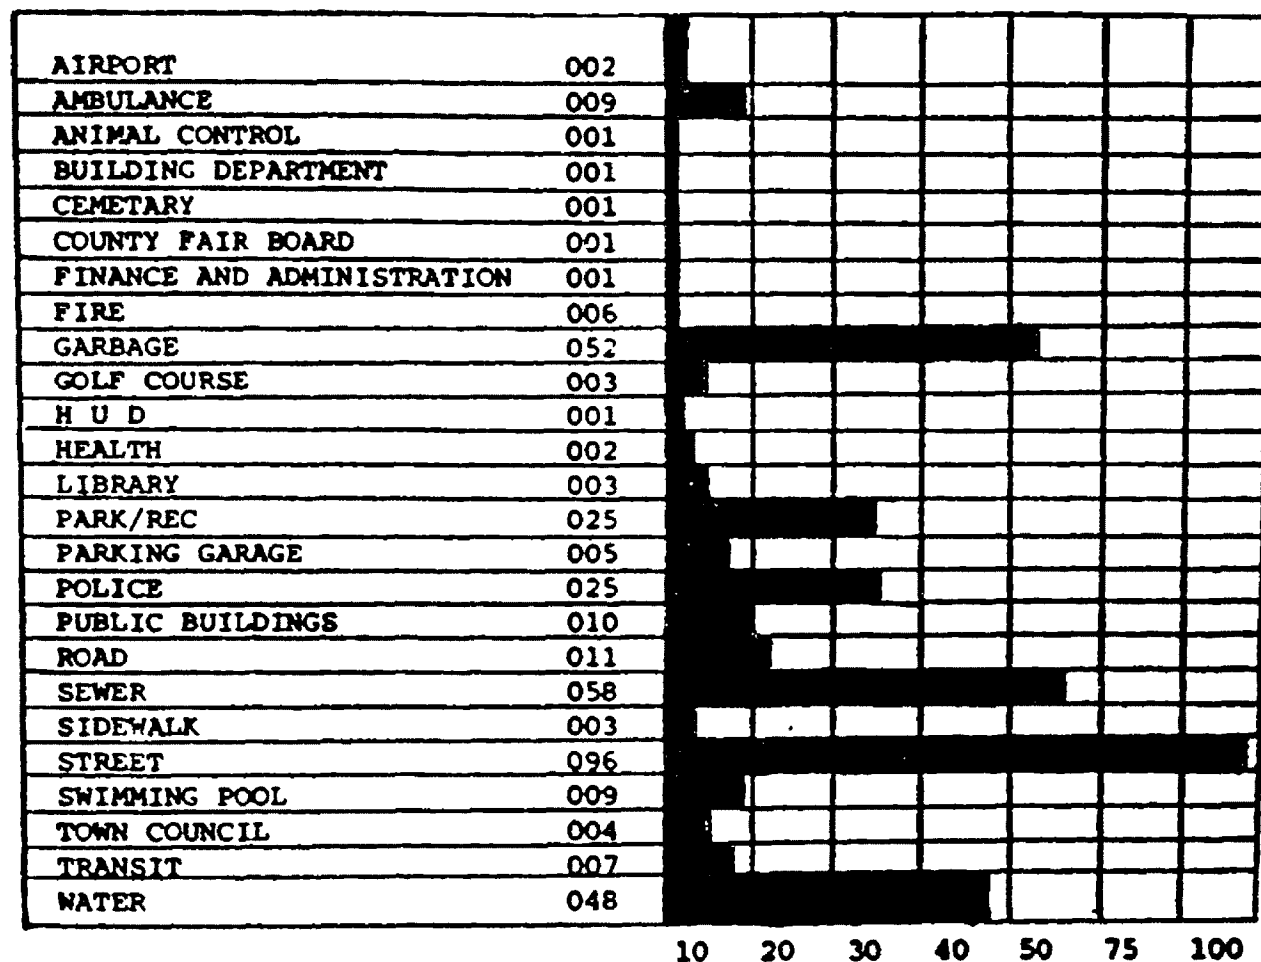 AIRPORT 002
AMBULANCE 009
ANIMAL CONTROL 001
BUILDING DEPARTMENT 001
CEMETARY 001
COUNTY FAIR BOARD 001
FINANCE AND ADMINISTRATION 001
FIRE 006
GARBAGE 052
GOLF COURSE 003
H U D 001
HEALTH 002
LIBRARY 003
PARK/REC 025
PARKING GARAGE 005
POLICE 025
PUBLIC BUILDINGS 010
ROAD 011
SEWER 058
SIDEWALK 003
STREET 096
SWIMMING POOL 009
TOWN COUNCIL 004
TRANSIT 007
WATER 048
10 20 30 40 50 75 100